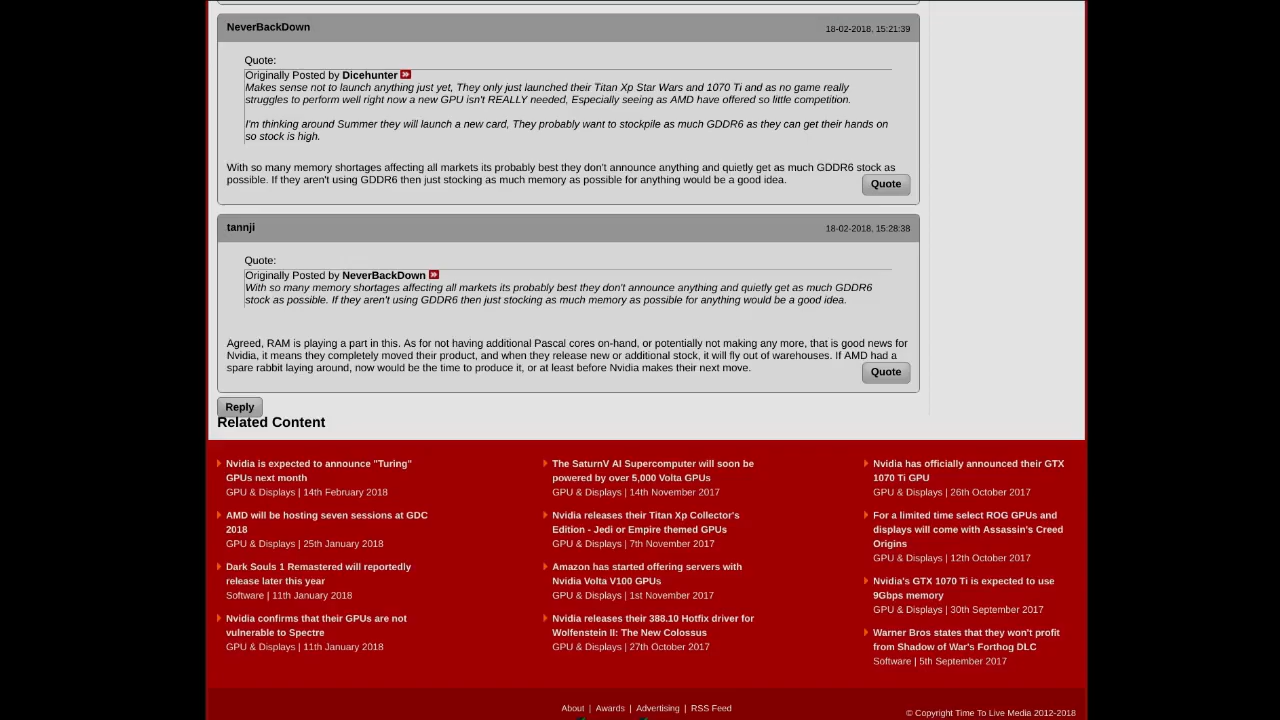 NeverBackDown
18-02-2018, 15:21:39
Quote:
Originally Posted by Dicehunter
Makes sense not to launch anything just yet, They only just launched their Titan Xp Star Wars and 1070 Ti and as no game really
struggles to perform well right now a new GPU isn't REALLY needed, Especially seeing as AMD have offered so little competition.
I'm thinking around Summer they will launch a new card, They probably want to stockpile as much GDDR6 as they can get their hands on
so stock is high.
With so many memory shortages affecting all markets its probably best they don't announce anything and quietly get as much GDDR6 stock as
possible. If they aren't using GDDR6 then just stocking as much memory as possible for anything would be a good idea.
Quote
tannji
18-02-2018, 15:28:38
Quote:
Originally Posted by NeverBackDown
With so many memory shortages affecting all markets its probably best they don't announce anything and quietly get as much GDDR6
stock as possible. If they aren't using GDDR6 then just stocking as much memory as possible for anything would be a good idea.
Agreed, RAM is playing a part in this. As for not having additional Pascal cores on-hand, or potentially not making any more, that is good news for
Nvidia, it means they completely moved their product, and when they release new or additional stock, it will fly out of warehouses. If AMD had a
spare rabbit laying around, now would be the time to produce it, or at least before Nvidia makes their next move.
Quote
Reply
Related Content
Nvidia is expected to announce "Turing"
GPUs next month
GPU & Displays | 14th February 2018
AMD will be hosting seven sessions at GDC
2018
GPU & Displays | 25th January 2018
Dark Souls 1 Remastered will reportedly
release later this year
Software | 11th January 2018
Nvidia confirms that their GPUs are not
vulnerable to Spectre
GPU & Displays | 11th January 2018
The SaturnV AI Supercomputer will soon be
powered by over 5,000 Volta GPUs
GPU & Displays | 14th November 2017
Nvidia releases their Titan Xp Collector's
Edition - Jedi or Empire themed GPUs
GPU & Displays | 7th November 2017
Amazon has started offering servers with
Nvidia Volta V100 GPUs
GPU & Displays | 1st November 2017
Nvidia releases their 388.10 Hotfix driver for
Wolfenstein II: The New Colossus
GPU & Displays | 27th October 2017
Nvidia has officially announced their GTX
1070 Ti GPU
GPU & Displays | 26th October 2017
For a limited time select ROG GPUs and
displays will come with Assassin's Creed
Origins
GPU & Displays | 12th October 2017
Nvidia's GTX 1070 Ti is expected to use
9Gbps memory
GPU & Displays | 30th September 2017
Warner Bros states that they won't profit
from Shadow of War's Forthog DLC
Software | 5th September 2017
About | Awards | Advertising | RSS Feed
© Copyright Time To Live Media 2012-2018